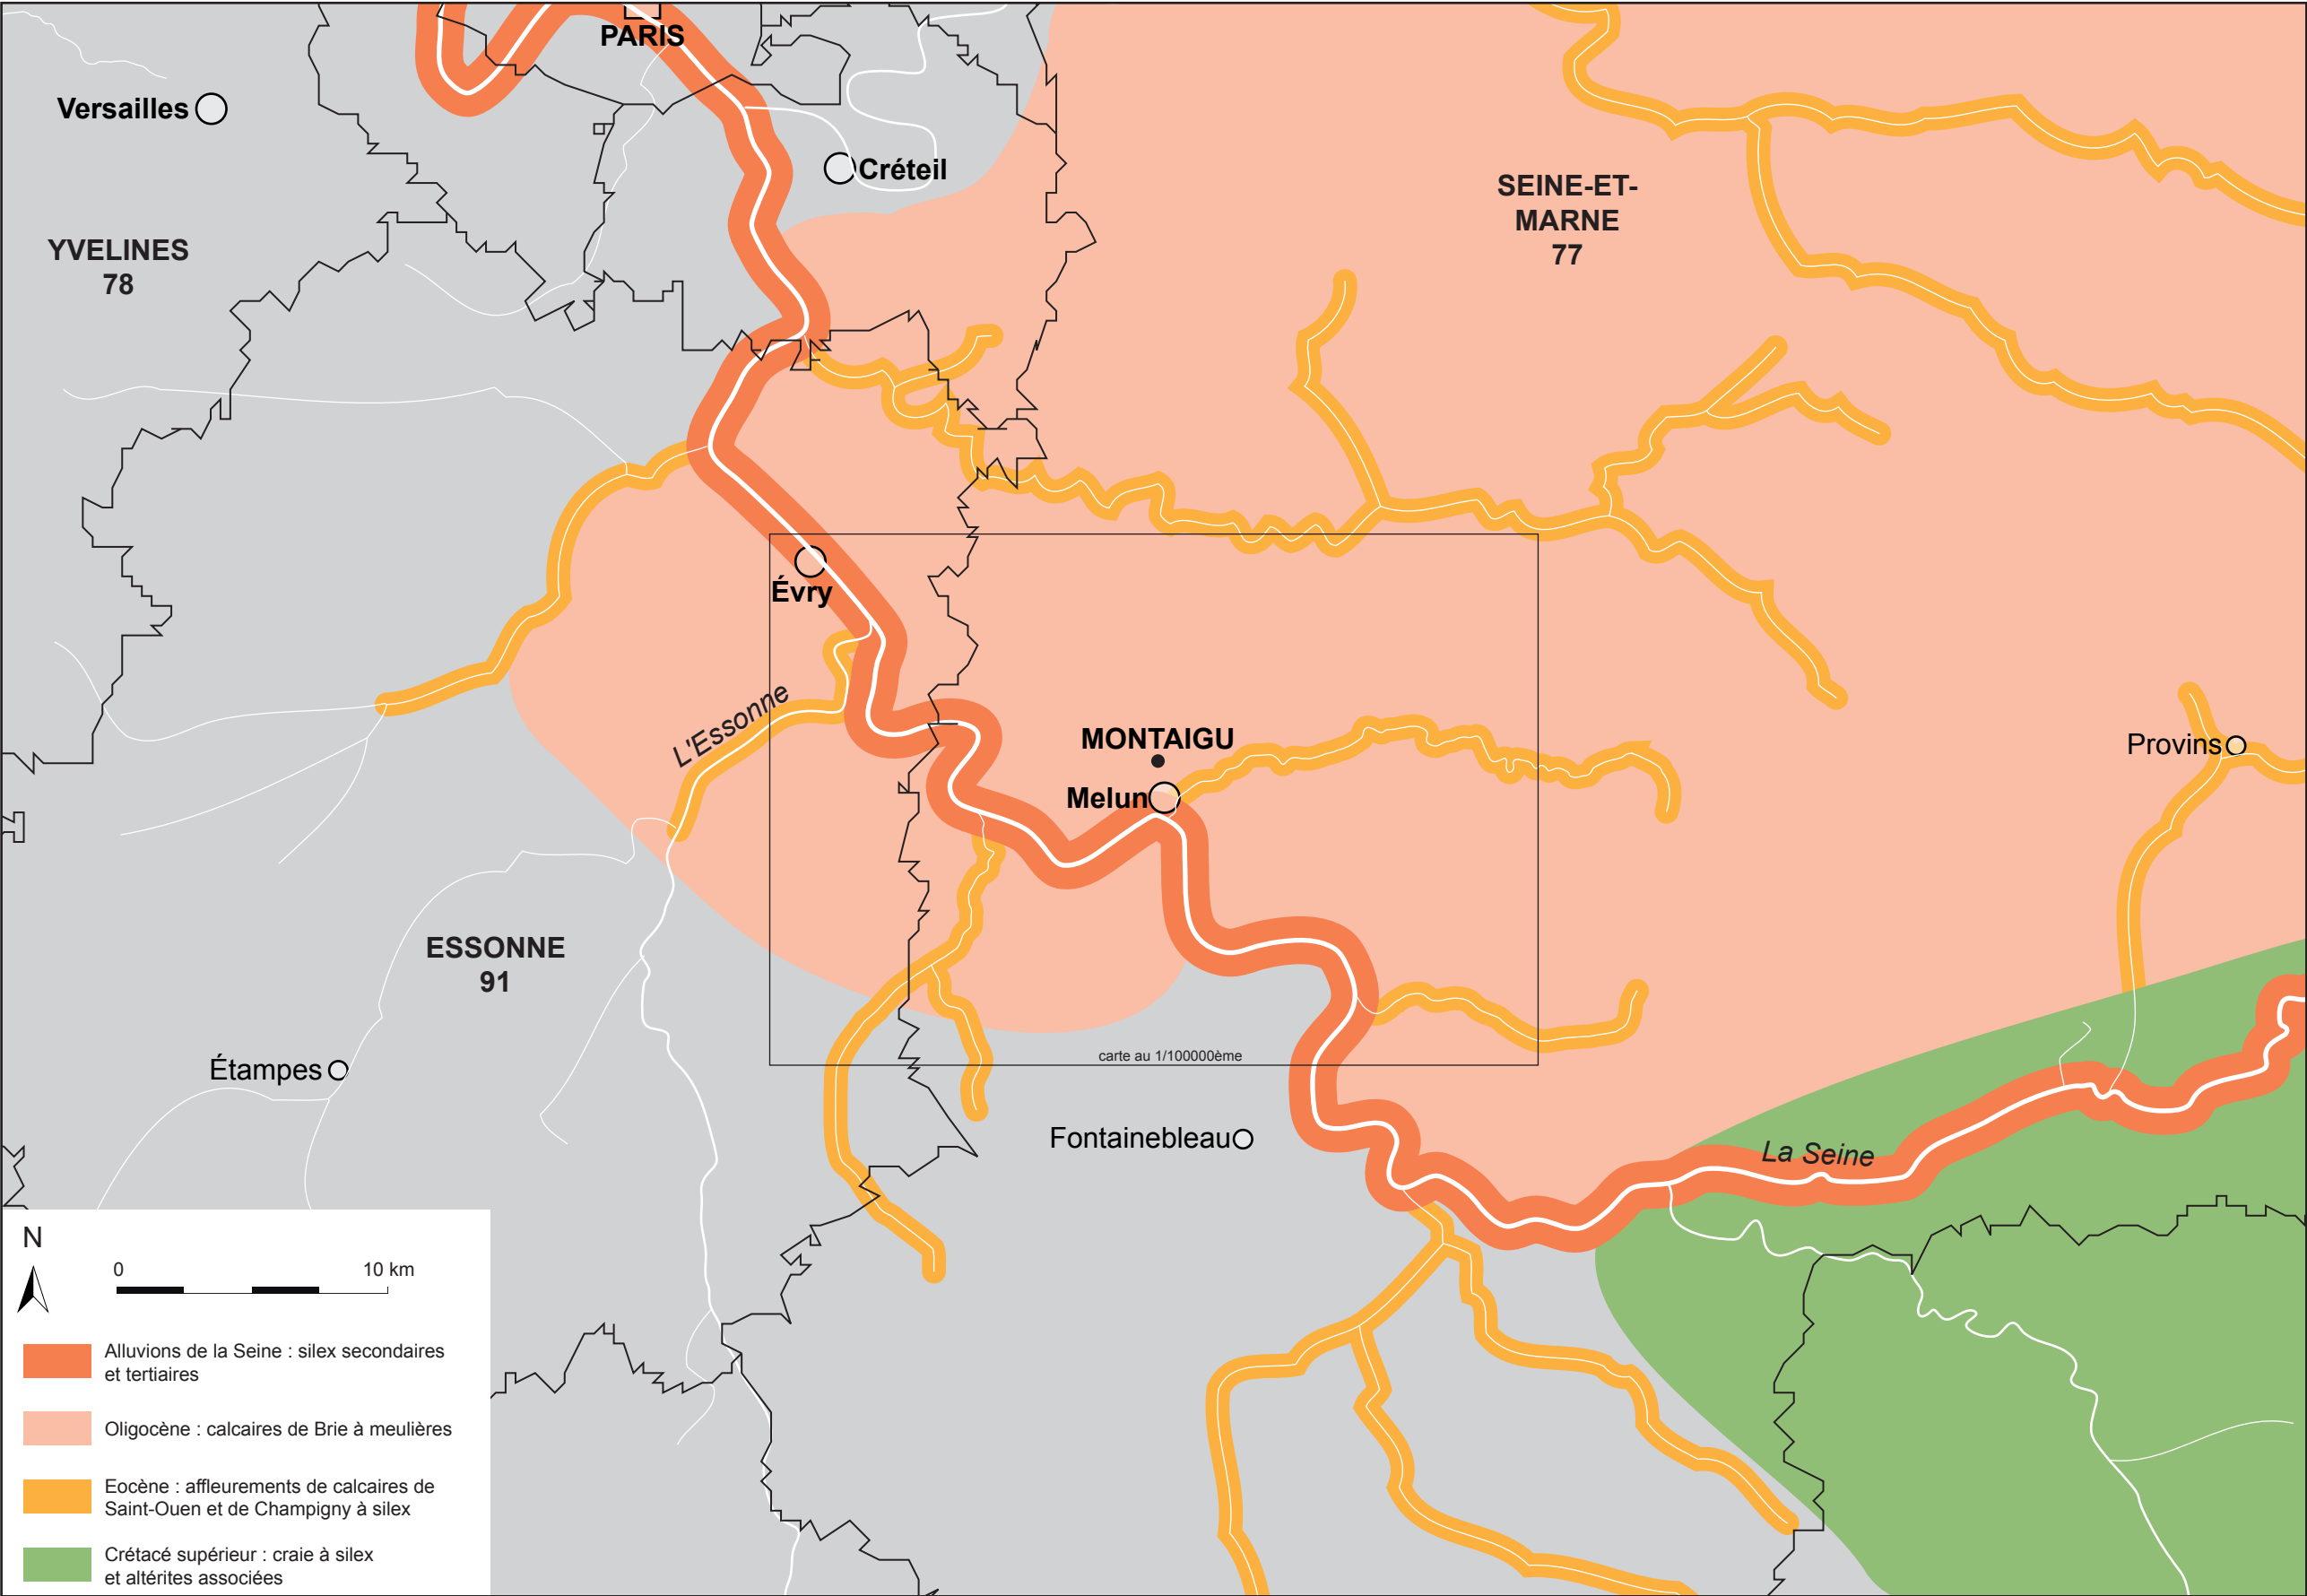 PARIS
Versailles
Créteil
SEINE-ET-
MARNE
77
YVELINES
78
Évry
L'Essonne
MONTAIGU
Melun
Provins
ESSONNE
91
Étampes
carte au 1/100000ème
Fontainebleau
La Seine
N
0 10 km
Alluvions de la Seine : silex secondaires
et tertiaires
Oligocène : calcaires de Brie à meulières
Eocène : affleurements de calcaires de
Saint-Ouen et de Champigny à silex
Crétacé supérieur : craie à silex
et altérites associées